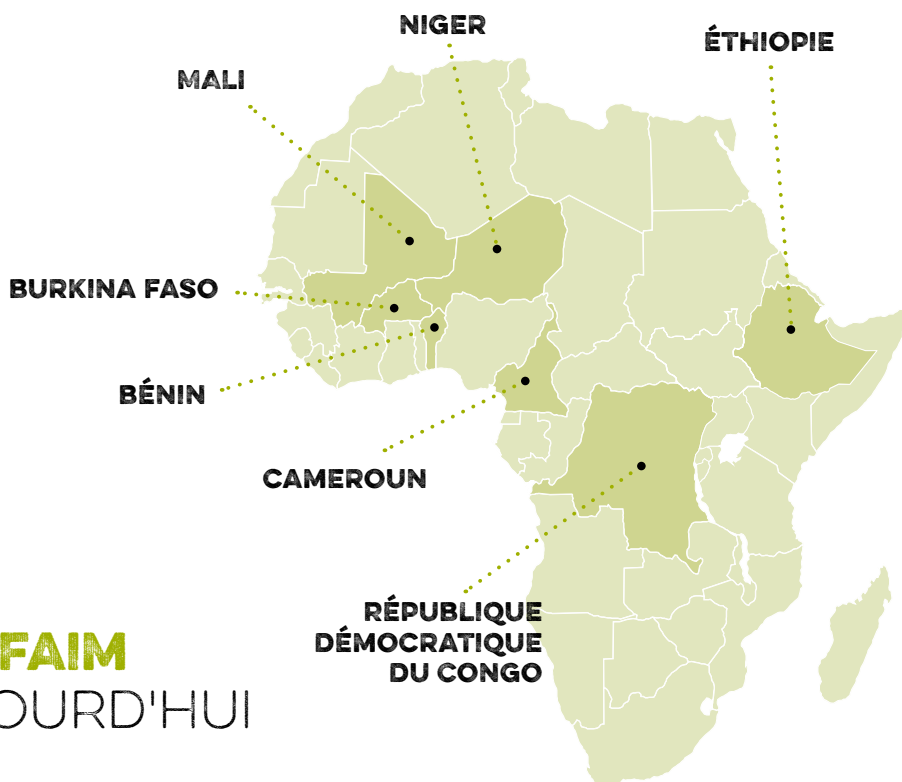 NIGER
ÉTHIOPIE
MALI
BURKINA FASO
BÉNIN
CAMEROUN
RÉPUBLIQUE
DÉMOCRATIQUE
DU CONGO
FAIM
OURD'HUI